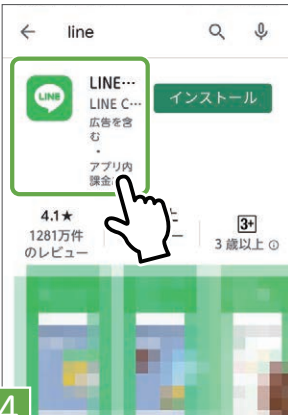 line
LINE
LINE…
LINE C…
インストール
広告を含
む
・
アプリ内
課金
4.1★
1281万件
のレビュー
3+
3 歳以上
4